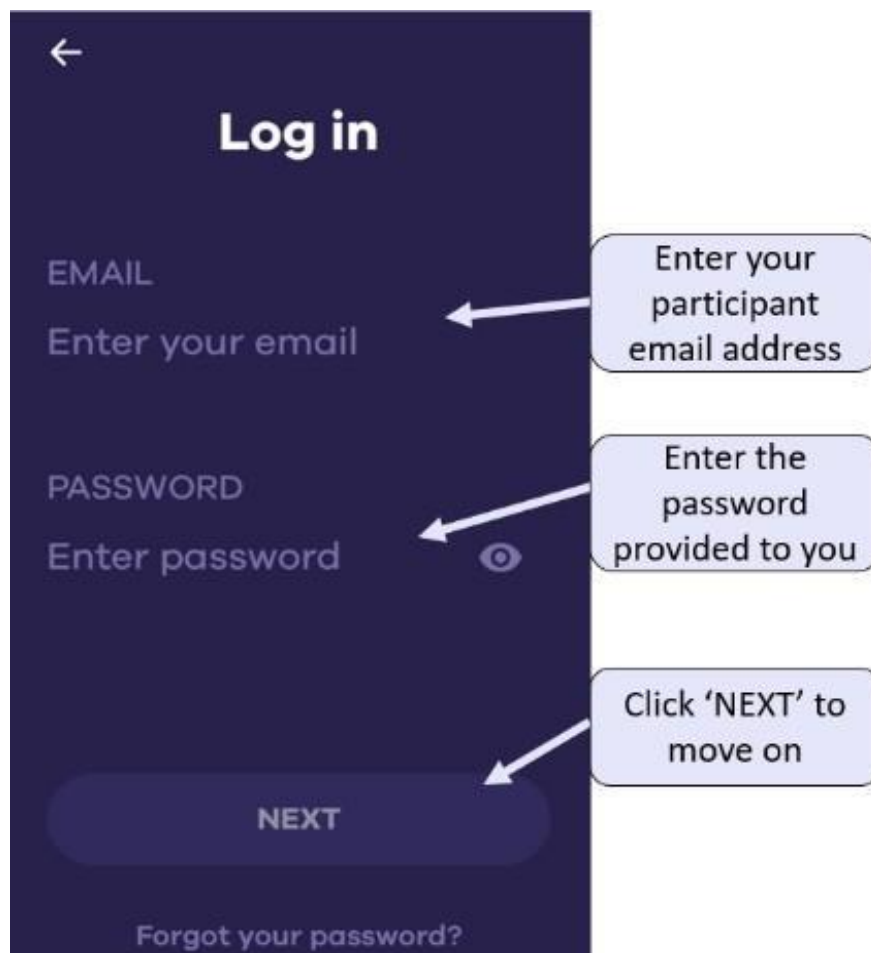 Log in
EMAIL
Enter your email
Enter your
participant
email address
PASSWORD
Enter password
Enter the
password
provided to you
Click ‘NEXT’ to
move on
NEXT
Forgot your password?